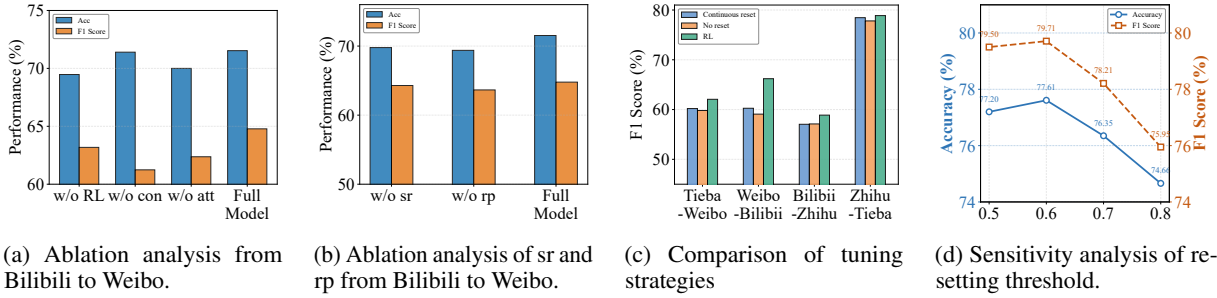 Performance (%)
75
70
65
60
Acc
F1 Score
w/o RL
w/o con
w/o att
Full
Model
(a) Ablation analysis from
Bilibili to Weibo.
Performance (%)
70
60
50
Acc
F1 Score
w/o sr
w/o rp
Full
Model
(b) Ablation analysis of sr and
rp from Bilibili to Weibo.
F1 Score (%)
80
70
60
50
Continuous reset
No reset
RL
Tieba
-Weibo
Weibo
-Bilibii
Bilibii
-Zhihu
Zhihu
-Tieba
(c) Comparison of tuning
strategies
Accuracy (%)
80
78
76
74
Accuracy
F1 Score
79.50
79.71
78.21
75.95
77.20
77.61
76.35
74.66
0.5
0.6
0.7
0.8
80
78
76
74
F1 Score (%)
(d) Sensitivity analysis of re-
setting threshold.